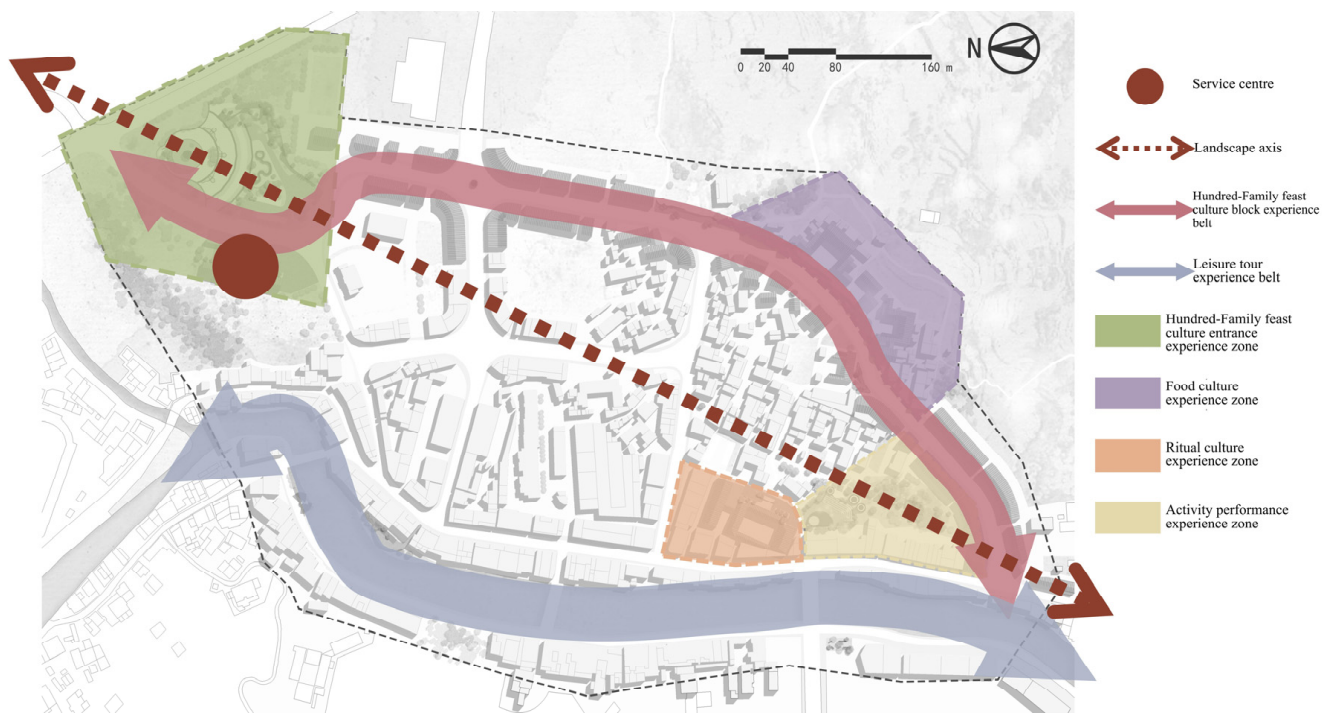 N
0 20 40 80 160 m
Service centre
Landscape axis
Hundred-Family feast
culture block experience
belt
Leisure tour
experience belt
Hundred-Family feast
culture entrance
experience zone
Food culture
experience zone
Ritual culture
experience zone
Activity performance
experience zone